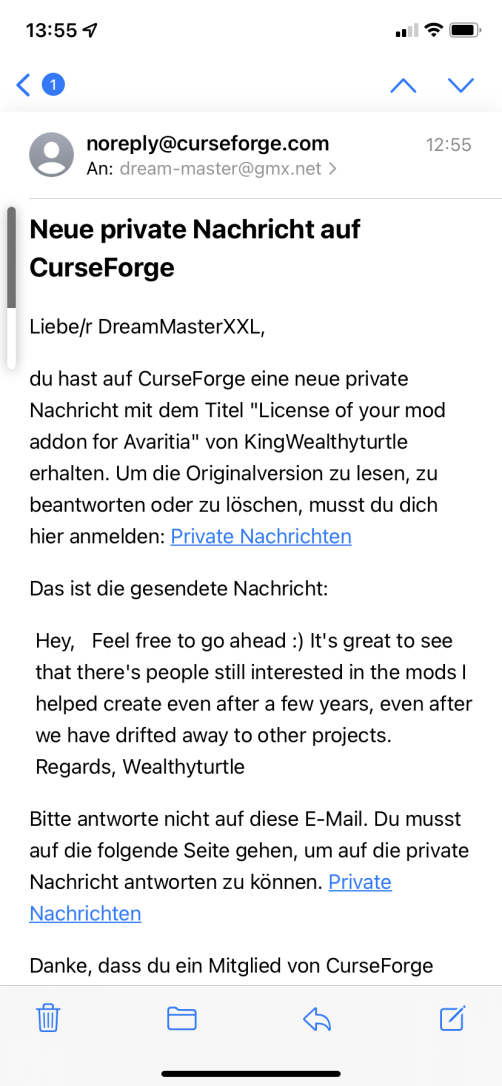 13:55
1
noreply@curseforge.com
12:55
An: dream-master@gmx.net
Neue private Nachricht auf
CurseForge
Liebe/r DreamMasterXXL,
du hast auf CurseForge eine neue private
Nachricht mit dem Titel "License of your mod
addon for Avaritia" von KingWealthyturtle
erhalten. Um die Originalversion zu lesen, zu
beantworten oder zu löschen, musst du dich
hier anmelden: Private Nachrichten
Das ist die gesendete Nachricht:
Hey,   Feel free to go ahead :) It's great to see
that there's people still interested in the mods I
helped create even after a few years, even after
we have drifted away to other projects.
Regards, Wealthyturtle
Bitte antworte nicht auf diese E-Mail. Du musst
auf die folgende Seite gehen, um auf die private
Nachricht antworten zu können. Private
Nachrichten
Danke, dass du ein Mitglied von CurseForge